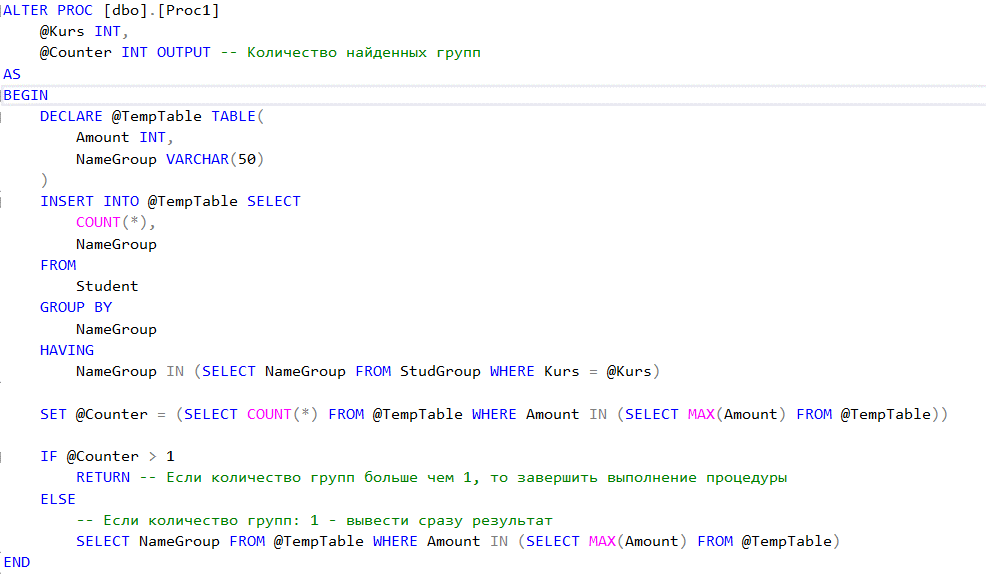 ALTER PROC [dbo].[Proc1]
    @Kurs INT,
    @Counter INT OUTPUT -- Количество найденных групп
AS
BEGIN
    DECLARE @TempTable TABLE(
        Amount INT,
        NameGroup VARCHAR(50)
    )
    INSERT INTO @TempTable SELECT
        COUNT(*),
        NameGroup
    FROM
        Student
    GROUP BY
        NameGroup
    HAVING
        NameGroup IN (SELECT NameGroup FROM StudGroup WHERE Kurs = @Kurs)
    SET @Counter = (SELECT COUNT(*) FROM @TempTable WHERE Amount IN (SELECT MAX(Amount) FROM @TempTable))
    IF @Counter > 1
        RETURN -- Если количество групп больше чем 1, то завершить выполнение процедуры
    ELSE
        -- Если количество групп: 1 - вывести сразу результат
        SELECT NameGroup FROM @TempTable WHERE Amount IN (SELECT MAX(Amount) FROM @TempTable)
END